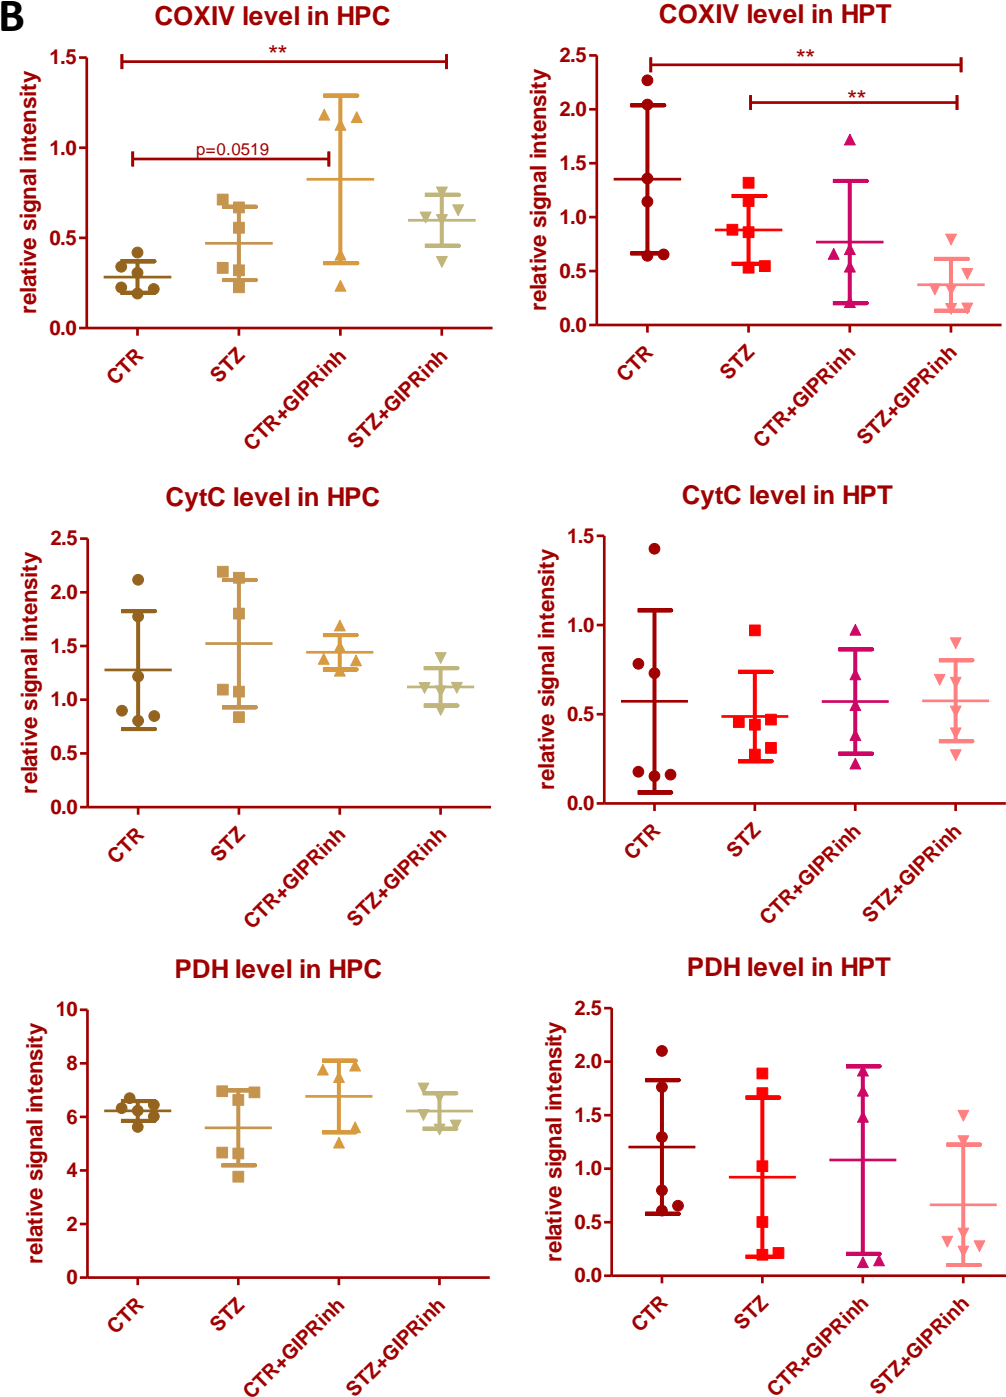 B
COXIV level in HPC
relative signal intensity
1.5
1.0
0.5
0.0
**
p=0.0519
CTR
STZ
CTR+GIPRinh
STZ+GIPRinh
COXIV level in HPT
relative signal intensity
2.5
2.0
1.5
1.0
0.5
0.0
**
**
CTR
STZ
CTR+GIPRinh
STZ+GIPRinh
CytC level in HPC
relative signal intensity
2.5
2.0
1.5
1.0
0.5
0.0
CTR
STZ
CTR+GIPRinh
STZ+GIPRinh
CytC level in HPT
relative signal intensity
1.5
1.0
0.5
0.0
CTR
STZ
CTR+GIPRinh
STZ+GIPRinh
PDH level in HPC
relative signal intensity
10
8
6
4
2
0
CTR
STZ
CTR+GIPRinh
STZ+GIPRinh
PDH level in HPT
relative signal intensity
2.5
2.0
1.5
1.0
0.5
0.0
CTR
STZ
CTR+GIPRinh
STZ+GIPRinh